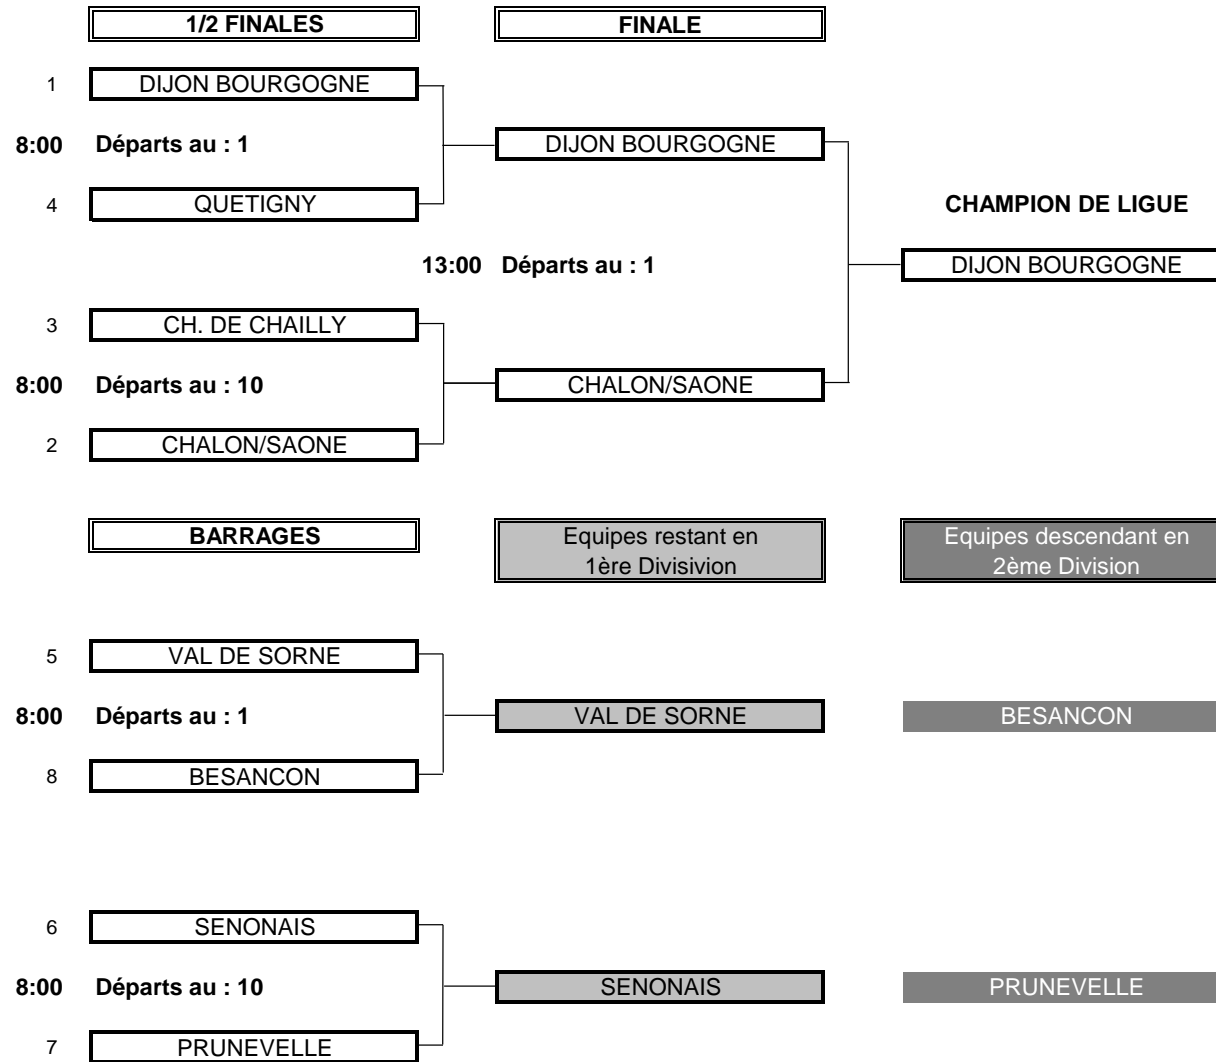 1/2 FINALES
FINALE
1 DIJON BOURGOGNE
8:00 Départs au : 1
DIJON BOURGOGNE
4 QUETIGNY
CHAMPION DE LIGUE
13:00 Départs au : 1
DIJON BOURGOGNE
3 CH. DE CHAILLY
8:00 Départs au : 10
CHALON/SAONE
2 CHALON/SAONE
BARRAGES
Equipes restant en
1ère Divisivion
Equipes descendant en
2ème Division
5 VAL DE SORNE
8:00 Départs au : 1
VAL DE SORNE
BESANCON
8 BESANCON
6 SENONAIS
8:00 Départs au : 10
SENONAIS
PRUNEVELLE
7 PRUNEVELLE